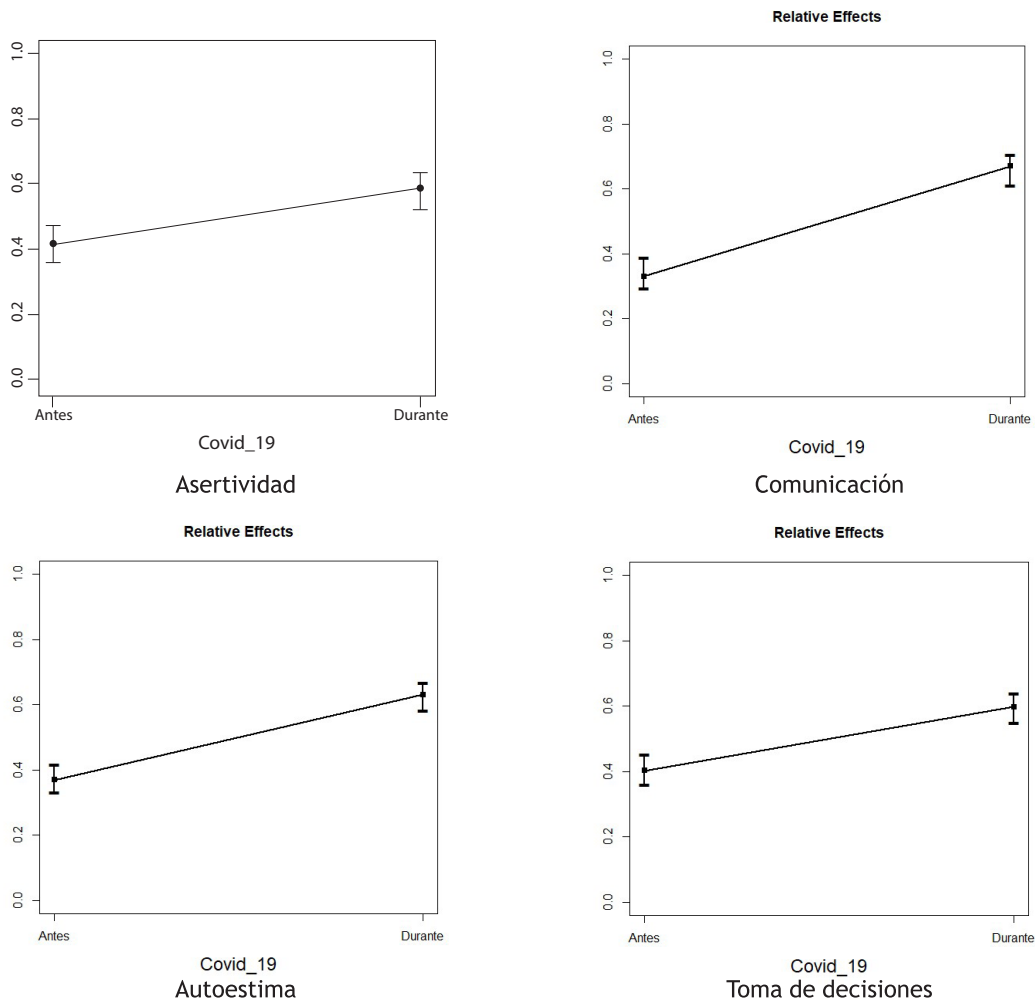 1.0
0.8
0.6
0.4
0.2
0.0
Antes Durante
Covid_19
Asertividad
Relative Effects
1.0
0.8
0.6
0.4
0.2
0.0
Antes Durante
Covid_19
Comunicación
Relative Effects
1.0
0.8
0.6
0.4
0.2
0.0
Antes Durante
Covid_19
Autoestima
Relative Effects
1.0
0.8
0.6
0.4
0.2
0.0
Antes Durante
Covid_19
Toma de decisiones